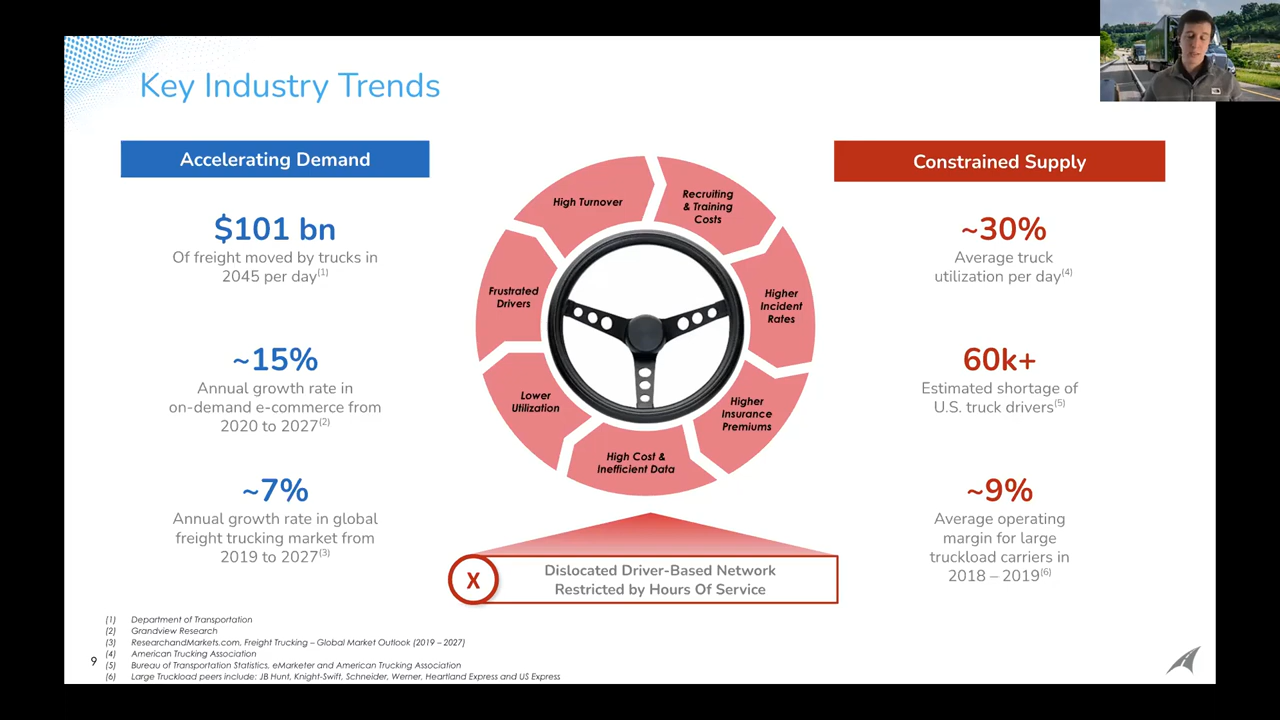 Key Industry Trends
Accelerating Demand
$101 bn
Of freight moved by trucks in
2045 per day(1)
~15%
Annual growth rate in
on-demand e-commerce from
2020 to 2027(2)
~7%
Annual growth rate in global
freight trucking market from
2019 to 2027(3)
High Turnover
Recruiting
& Training
Costs
Higher
Incident
Rates
Higher
Insurance
Premiums
High Cost &
Inefficient Data
Lower
Utilization
Frustrated
Drivers
X
Dislocated Driver-Based Network
Restricted by Hours Of Service
Constrained Supply
~30%
Average truck
utilization per day(4)
60k+
Estimated shortage of
U.S. truck drivers(5)
~9%
Average operating
margin for large
truckload carriers in
2018 – 2019(6)
(1) Department of Transportation
(2) Grandview Research
(3) ResearchandMarkets.com, Freight Trucking – Global Market Outlook (2019 – 2027)
(4) American Trucking Association
(5) Bureau of Transportation Statistics, eMarketer and American Trucking Association
(6) Large Truckload peers include: JB Hunt, Knight-Swift, Schneider, Werner, Heartland Express and US Express
9